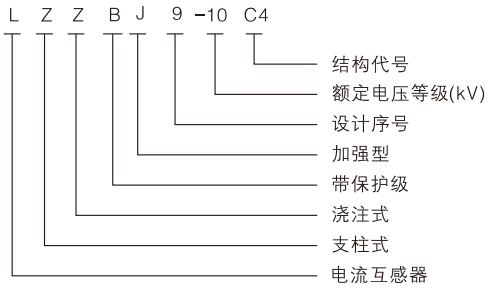 L Z Z B J 9 -10 C4
结构代号
额定电压等级(kV)
设计序号
加强型
带保护级
浇注式
支柱式
电流互感器